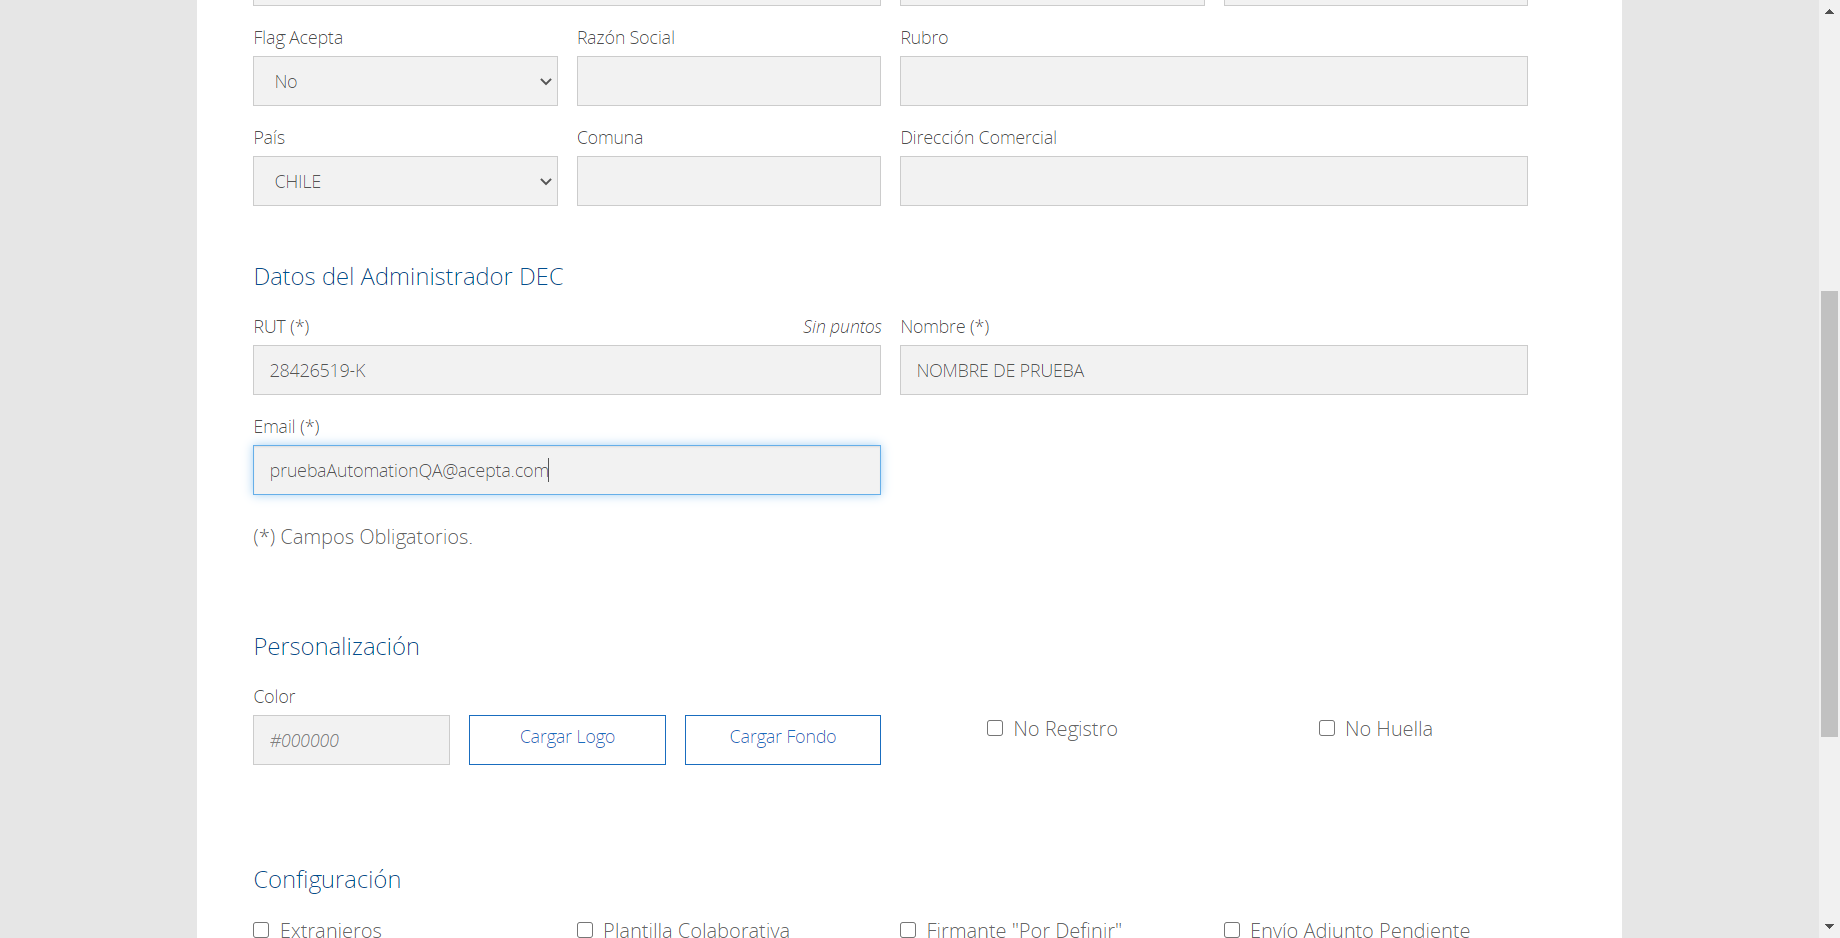 Flag Acepta Razón Social Rubro
No
País Comuna Dirección Comercial
CHILE
Datos del Administrador DEC
RUT (*) Sin puntos Nombre (*)
28426519-K NOMBRE DE PRUEBA
Email (*)
pruebaAutomationQA@acepta.com
(*) Campos Obligatorios.
Personalización
Color
#000000 Cargar Logo Cargar Fondo No Registro No Huella
Configuración
Extranjeros Plantilla Colaborativa Firmante "Por Definir" Envío Adjunto Pendiente